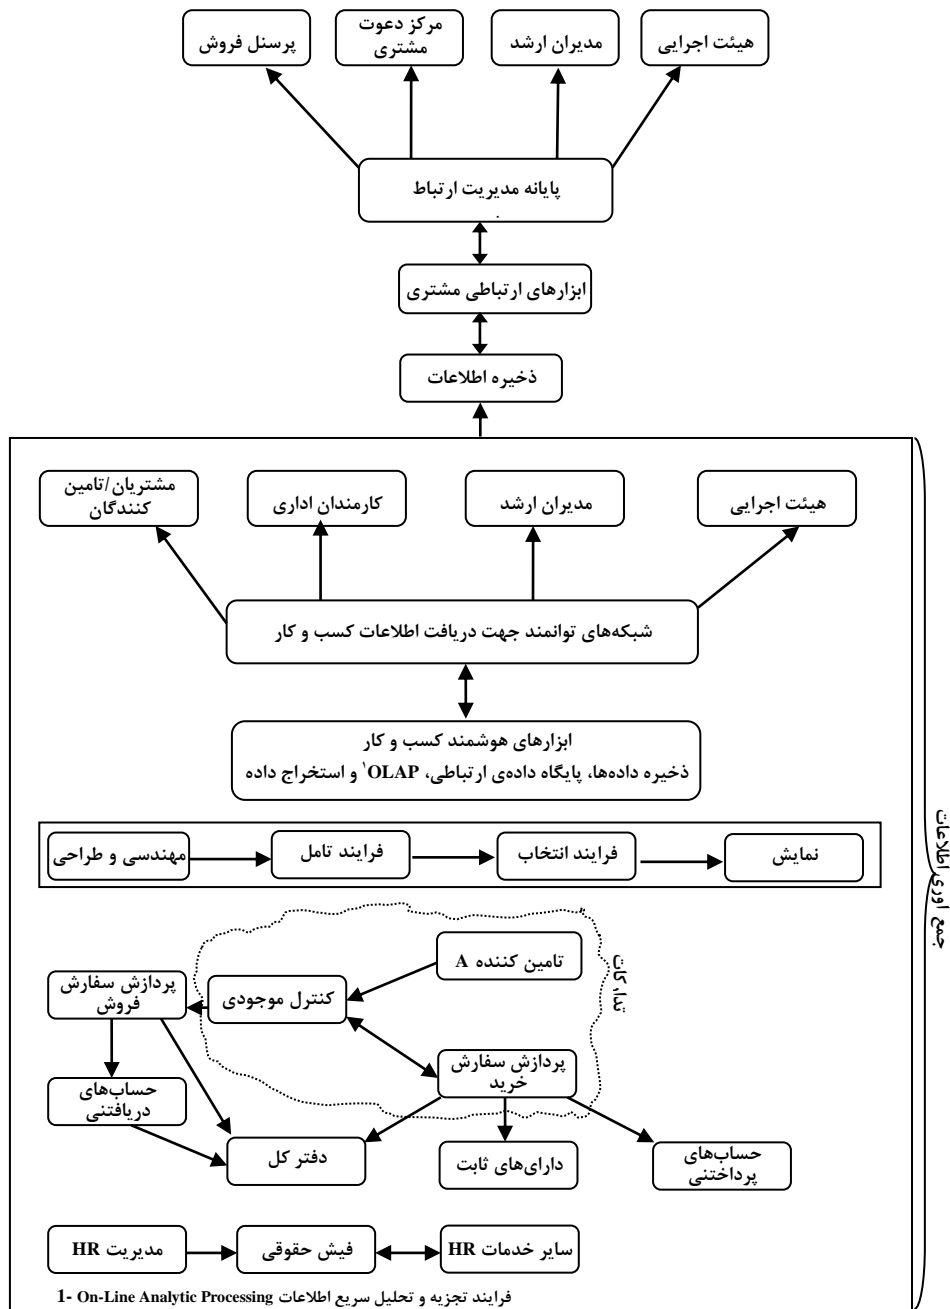 هیئت اجرایی
مدیران ارشد
مرکز دعوت
مشتری
پرسنل فروش
پایانه مدیریت ارتباط
.
ابزارهای ارتباطی مشتری
ذخیره اطلاعات
هیئت اجرایی
مدیران ارشد
کارمندان اداری
مشتریان/تامین
کنندگان
شبکه‌های توانمند جهت دریافت اطلاعات کسب و کار
ابزارهای هوشمند کسب و کار
ذخیره داده‌ها، پایگاه داده‌ی ارتباطی، OLAP۱ و استخراج داده
جمع آوری اطلاعات
نمایش
فرایند انتخاب
فرایند تامل
مهندسی و طراحی
تامین کننده A
کنترل موجودی
پردازش سفارش
فروش
پردازش سفارش
خرید
حساب‌های
دریافتنی
دفتر کل
دارای‌های ثابت
حساب‌های
پرداختنی
سایر خدمات HR
فیش حقوقی
مدیریت HR
1- On-Line Analytic Processing فرایند تجزیه و تحلیل سریع اطلاعات